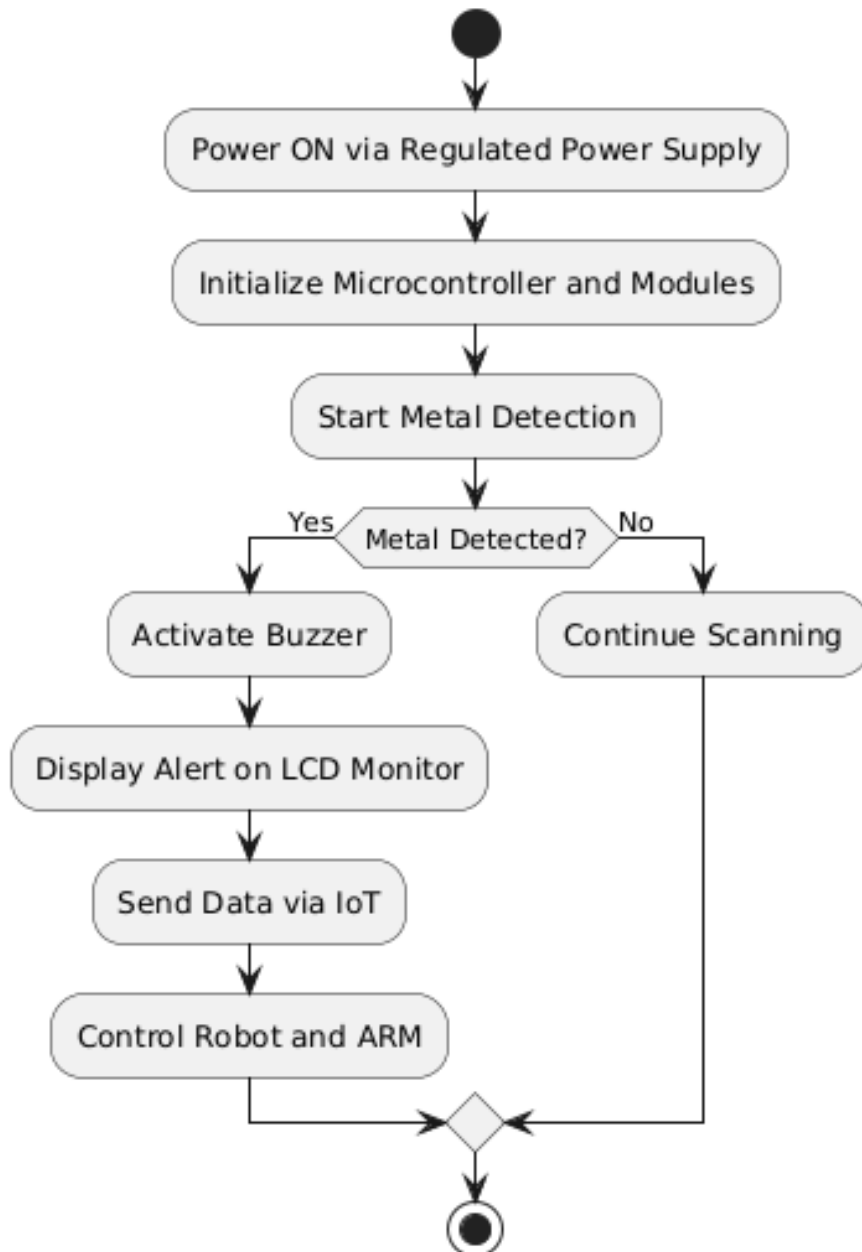 Power ON via Regulated Power Supply
Initialize Microcontroller and Modules
Start Metal Detection
Yes
Metal Detected?
No
Activate Buzzer
Continue Scanning
Display Alert on LCD Monitor
Send Data via IoT
Control Robot and ARM